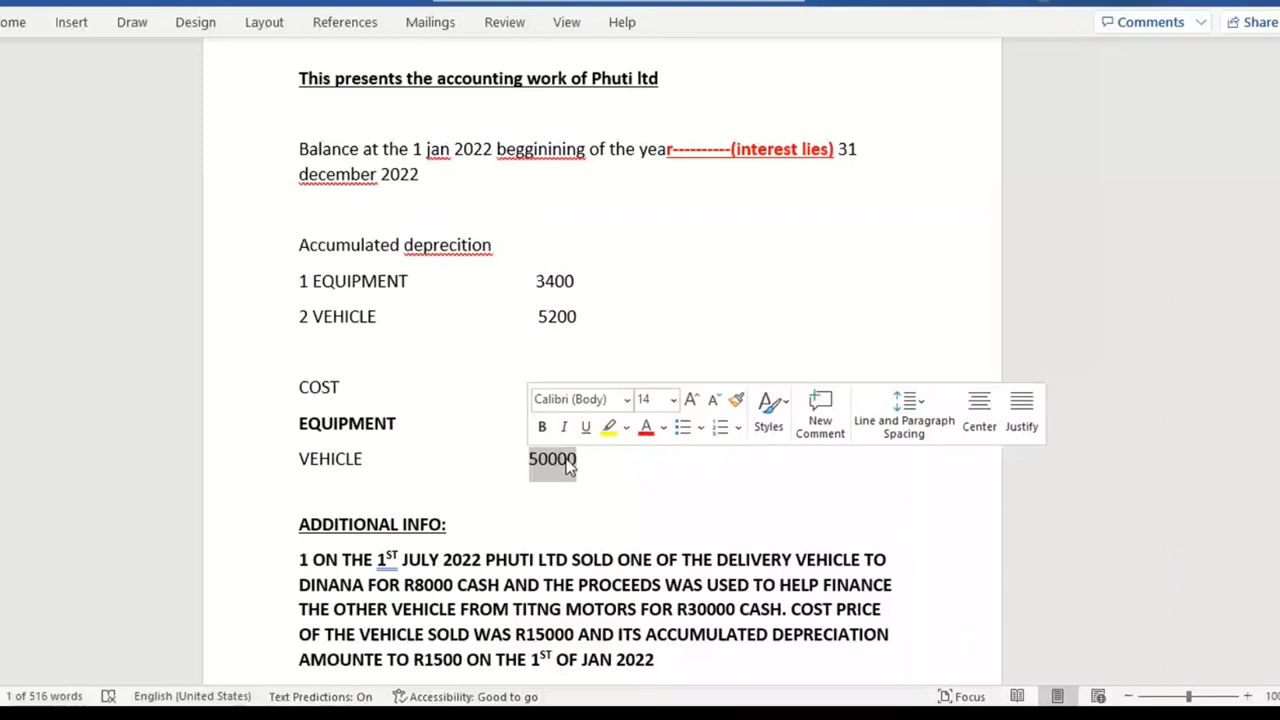 ome Insert Draw Design Layout References Mailings Review View Help Comments Share
This presents the accounting work of Phuti ltd
Balance at the 1 jan 2022 begginining of the year----------(interest lies) 31
december 2022
Accumulated deprecition
1 EQUIPMENT 3400
2 VEHICLE 5200
COST
Calibri (Body) 14
New Comment
Line and Paragraph Spacing
Styles Center Justify
EQUIPMENT
VEHICLE 50000
ADDITIONAL INFO:
1 ON THE 1ST JULY 2022 PHUTI LTD SOLD ONE OF THE DELIVERY VEHICLE TO
DINANA FOR R8000 CASH AND THE PROCEEDS WAS USED TO HELP FINANCE
THE OTHER VEHICLE FROM TITNG MOTORS FOR R30000 CASH. COST PRICE
OF THE VEHICLE SOLD WAS R15000 AND ITS ACCUMULATED DEPRECIATION
AMOUNTE TO R1500 ON THE 1ST OF JAN 2022
1 of 516 words English (United States) Text Predictions: On Accessibility: Good to go Focus 100